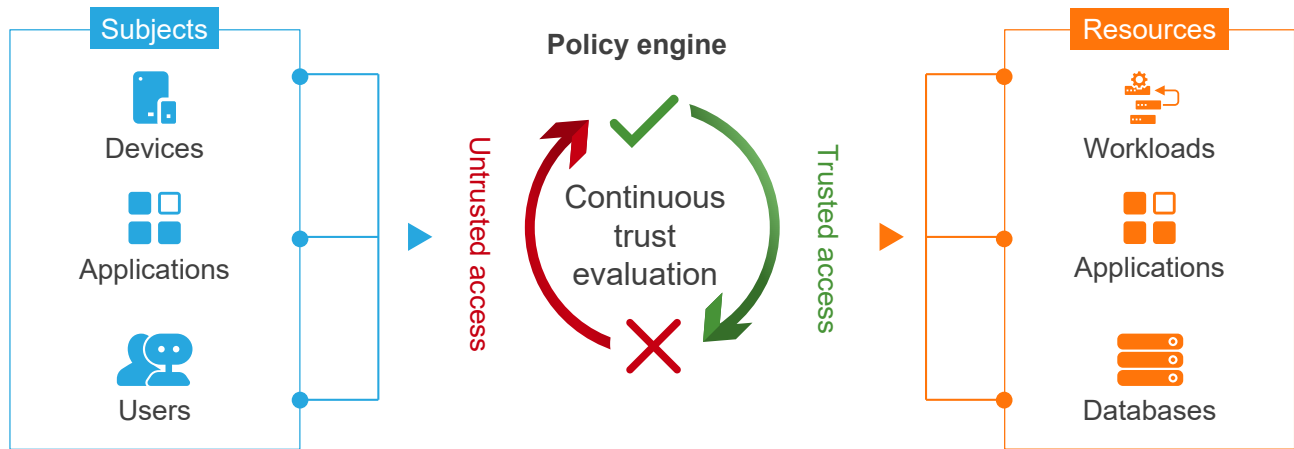 Subjects
Devices
Applications
Users
Policy engine
Untrusted access
Continuous
trust
evaluation
Trusted access
Resources
Workloads
Applications
Databases